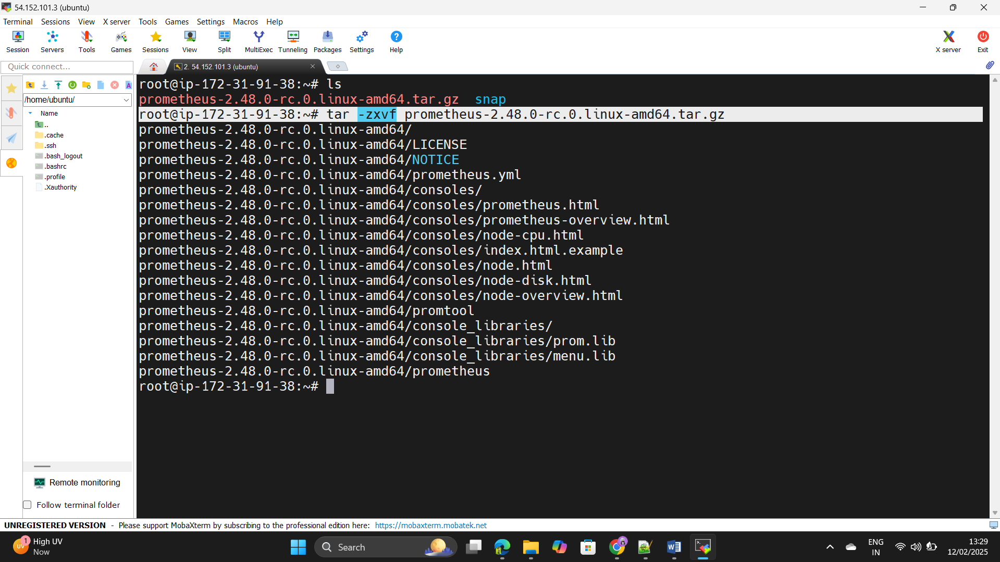 54.152.101.3 (ubuntu)
Terminal Sessions View X server Tools Games Settings Macros Help
Session Servers Tools Games Sessions View Split MultiExec Tunneling Packages Settings Help X server Exit
Quick connect...
2. 54.152.101.3 (ubuntu)
/home/ubuntu/
Name
..
.cache
.ssh
.bash_logout
.bashrc
.profile
.Xauthority
Remote monitoring
Follow terminal folder
root@ip-172-31-91-38:~# ls
prometheus-2.48.0-rc.0.linux-amd64.tar.gz  snap
root@ip-172-31-91-38:~# tar -zxvf prometheus-2.48.0-rc.0.linux-amd64.tar.gz
prometheus-2.48.0-rc.0.linux-amd64/
prometheus-2.48.0-rc.0.linux-amd64/LICENSE
prometheus-2.48.0-rc.0.linux-amd64/NOTICE
prometheus-2.48.0-rc.0.linux-amd64/prometheus.yml
prometheus-2.48.0-rc.0.linux-amd64/consoles/
prometheus-2.48.0-rc.0.linux-amd64/consoles/prometheus.html
prometheus-2.48.0-rc.0.linux-amd64/consoles/prometheus-overview.html
prometheus-2.48.0-rc.0.linux-amd64/consoles/node-cpu.html
prometheus-2.48.0-rc.0.linux-amd64/consoles/index.html.example
prometheus-2.48.0-rc.0.linux-amd64/consoles/node.html
prometheus-2.48.0-rc.0.linux-amd64/consoles/node-disk.html
prometheus-2.48.0-rc.0.linux-amd64/consoles/node-overview.html
prometheus-2.48.0-rc.0.linux-amd64/promtool
prometheus-2.48.0-rc.0.linux-amd64/console_libraries/
prometheus-2.48.0-rc.0.linux-amd64/console_libraries/prom.lib
prometheus-2.48.0-rc.0.linux-amd64/console_libraries/menu.lib
prometheus-2.48.0-rc.0.linux-amd64/prometheus
root@ip-172-31-91-38:~#
UNREGISTERED VERSION - Please support MobaXterm by subscribing to the professional edition here: https://mobaxterm.mobatek.net
UV 1 High UV
Now
Search
ENG
IN
13:29
12/02/2025